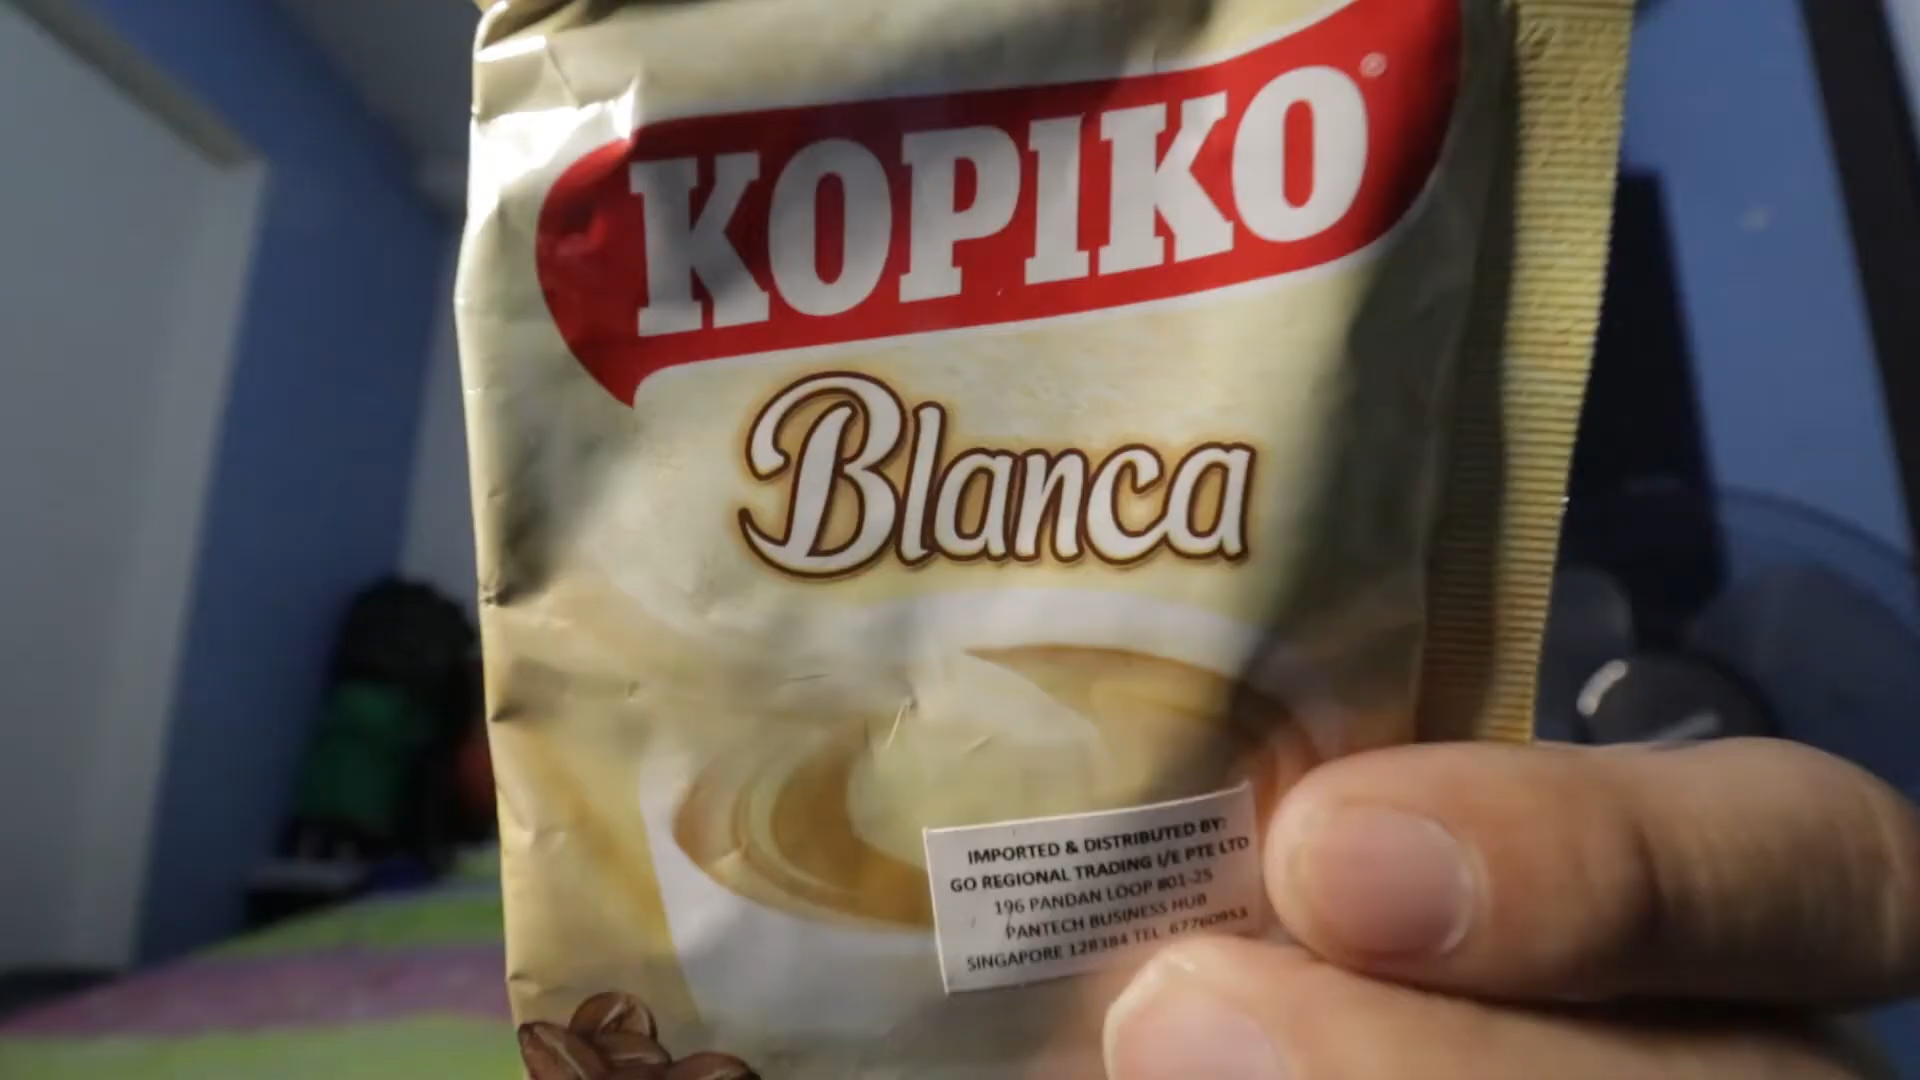 KOPIKO®
Blanca
IMPORTED & DISTRIBUTED BY:
GO REGIONAL TRADING I/E PTE LTD
196 PANDAN LOOP #01-25
PANTECH BUSINESS HUB
SINGAPORE 128384 TEL 67760953